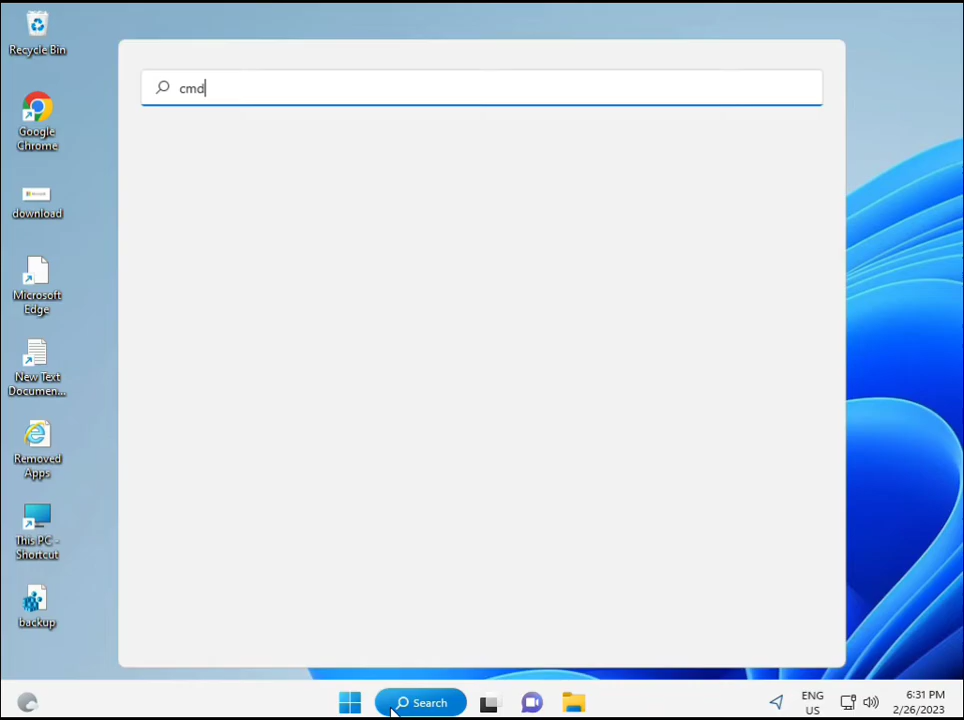 cmd
Recycle Bin
Google
Chrome
download
Microsoft
Edge
New Text
Documen...
Removed
Apps
This PC -
Shortcut
backup
Search
ENG
US
6:31 PM
2/26/2023